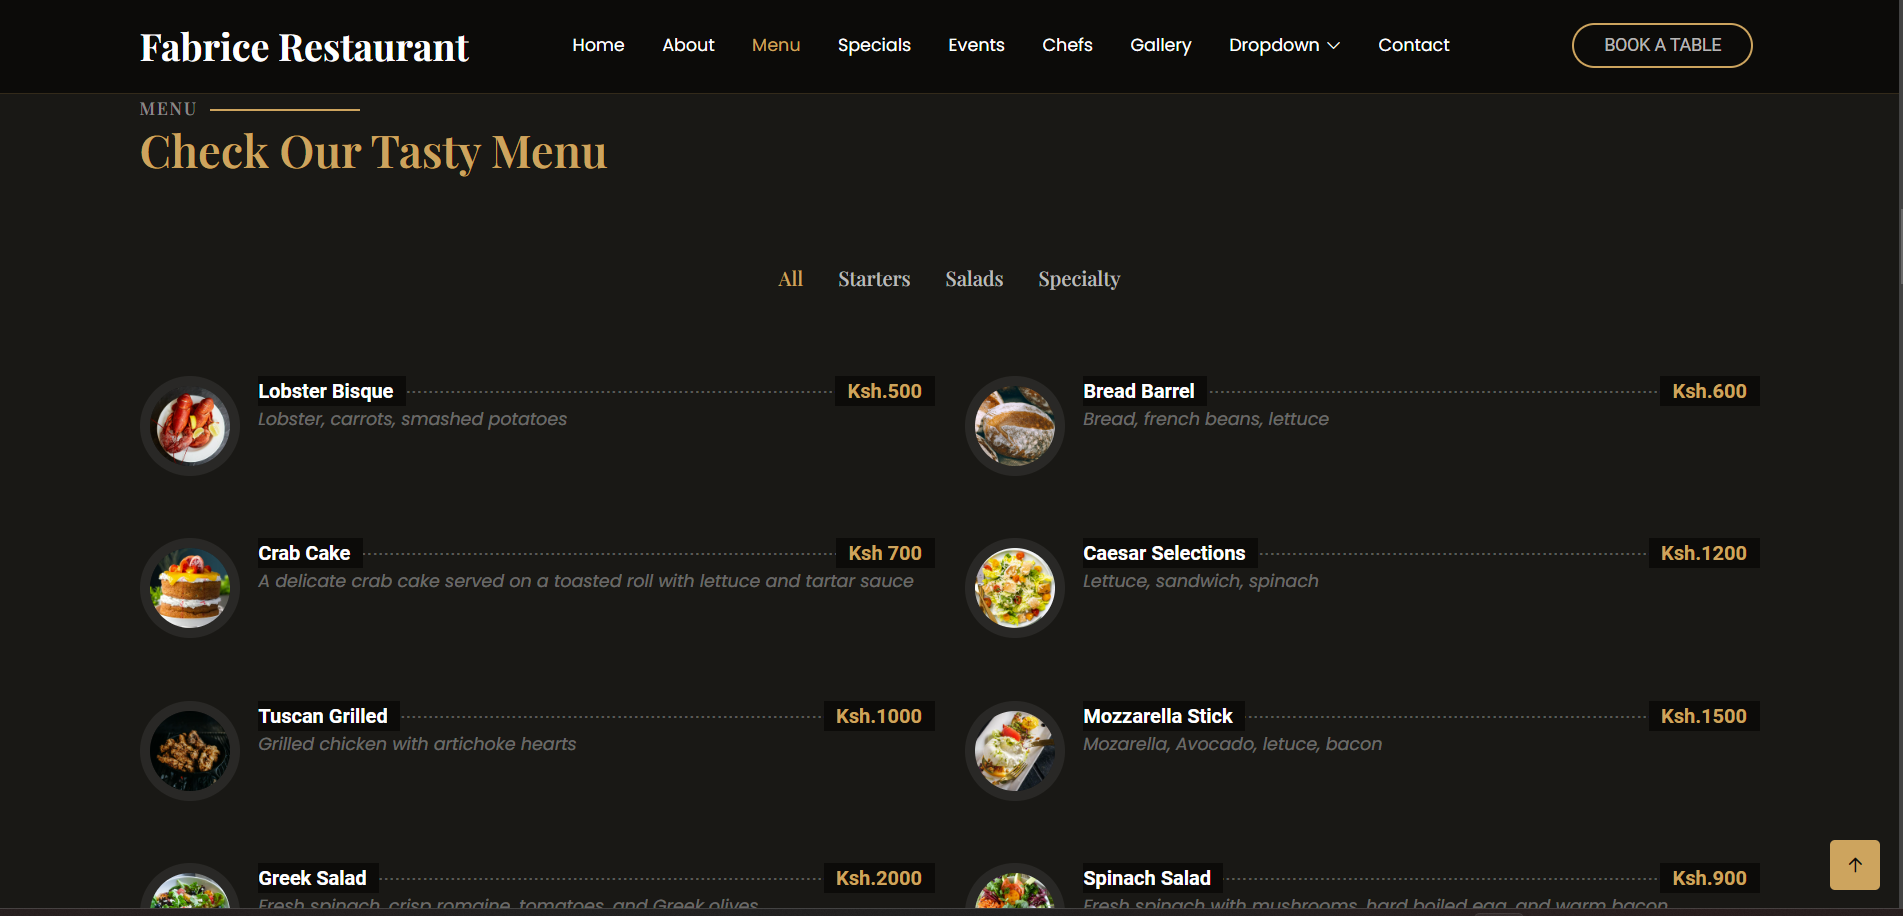 Fabrice Restaurant
Home About Menu Specials Events Chefs Gallery Dropdown Contact
BOOK A TABLE
MENU
Check Our Tasty Menu
All Starters Salads Specialty
Lobster Bisque Ksh.500
Lobster, carrots, smashed potatoes
Bread Barrel Ksh.600
Bread, french beans, lettuce
Crab Cake Ksh 700
A delicate crab cake served on a toasted roll with lettuce and tartar sauce
Caesar Selections Ksh.1200
Lettuce, sandwich, spinach
Tuscan Grilled Ksh.1000
Grilled chicken with artichoke hearts
Mozzarella Stick Ksh.1500
Mozarella, Avocado, letuce, bacon
Greek Salad Ksh.2000
Fresh spinach, crisp romaine, tomatoes, and Greek olives
Spinach Salad Ksh.900
Fresh spinach with mushrooms, hard boiled egg, and warm bacon